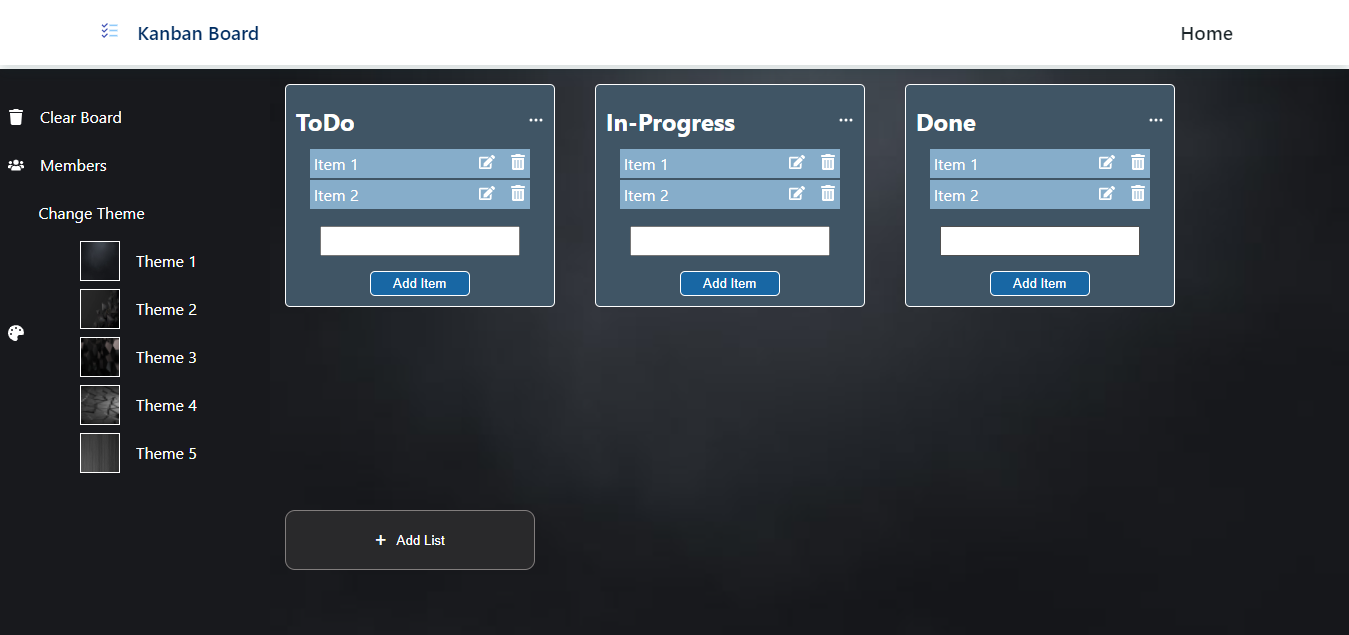 Kanban Board
Home
Clear Board
Members
Change Theme
Theme 1
Theme 2
Theme 3
Theme 4
Theme 5
ToDo
Item 1
Item 2
Add Item
In-Progress
Item 1
Item 2
Add Item
Done
Item 1
Item 2
Add Item
+ Add List